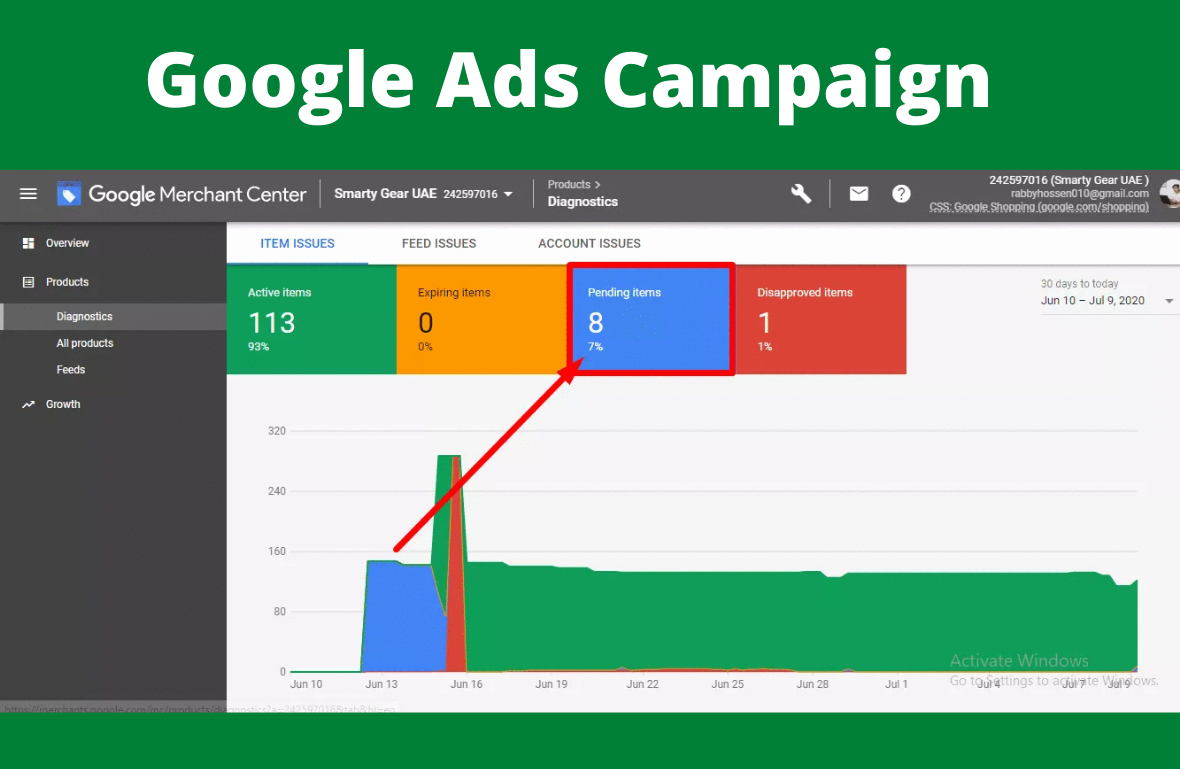 Google Ads Campaign
Google Merchant Center
Smarty Gear UAE 242597016
Products >
Diagnostics
242597016 (Smarty Gear UAE )
rabbyhossen010@gmail.com
CSS: Google Shopping (google.com/shopping)
Overview
Products
Diagnostics
All products
Feeds
Growth
ITEM ISSUES
FEED ISSUES
ACCOUNT ISSUES
Active items
113
93%
Expiring items
0
0%
Pending items
8
7%
Disapproved items
1
1%
30 days to today
Jun 10 – Jul 9, 2020
320
240
160
80
0
Jun 10
Jun 13
Jun 16
Jun 19
Jun 22
Jun 25
Jun 28
Jul 1
Jul 4
Jul 7
Jul 9
Activate Windows
Go to Settings to activate Windows.
https://merchants.google.com/mc/products/diagnostics?a=242597016&tab&hl=en